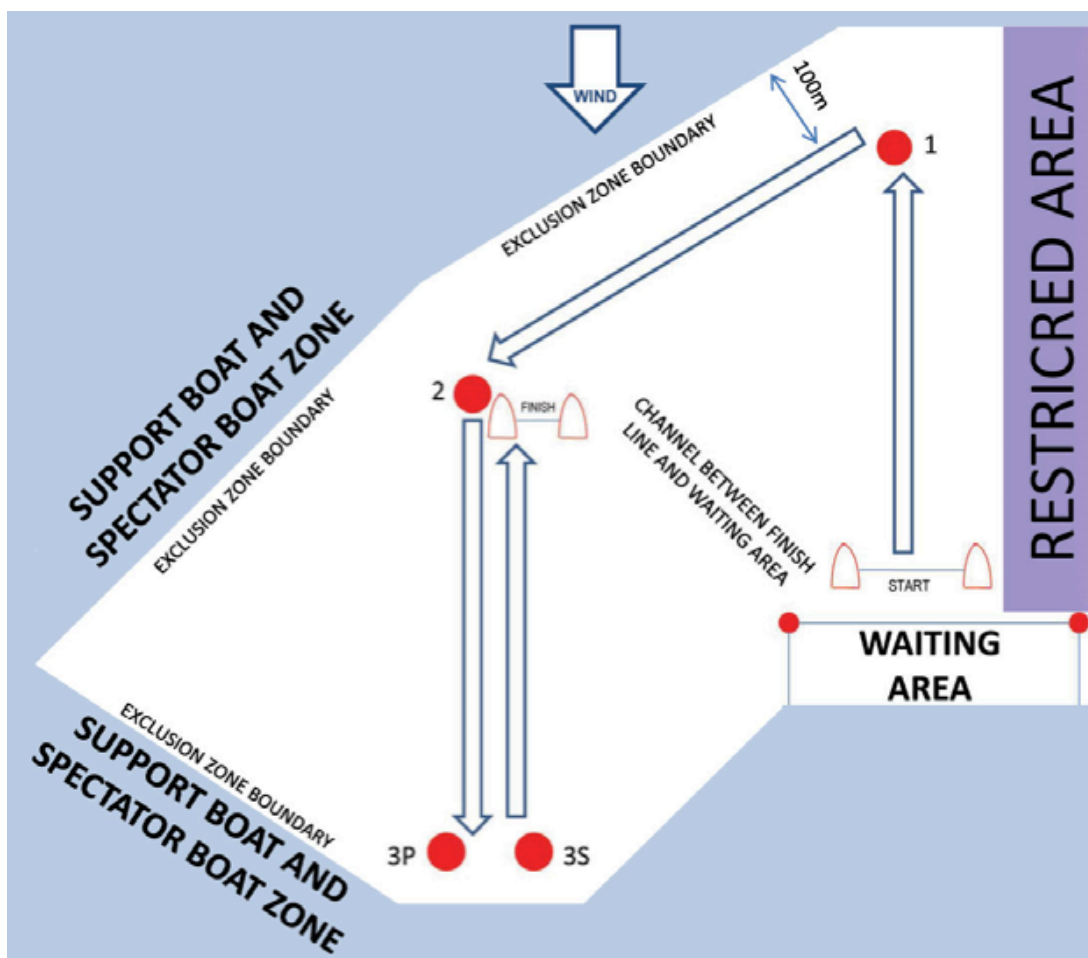 WIND
100m
1
EXCLUSION ZONE BOUNDARY
RESTRICRED AREA
SUPPORT BOAT AND
SPECTATOR BOAT ZONE
EXCLUSION ZONE BOUNDARY
2
FINISH
CHANNEL BETWEEN FINISH
LINE AND WAITING AREA
START
WAITING
AREA
EXCLUSION ZONE BOUNDARY
SUPPORT BOAT AND
SPECTATOR BOAT ZONE
3P
3S